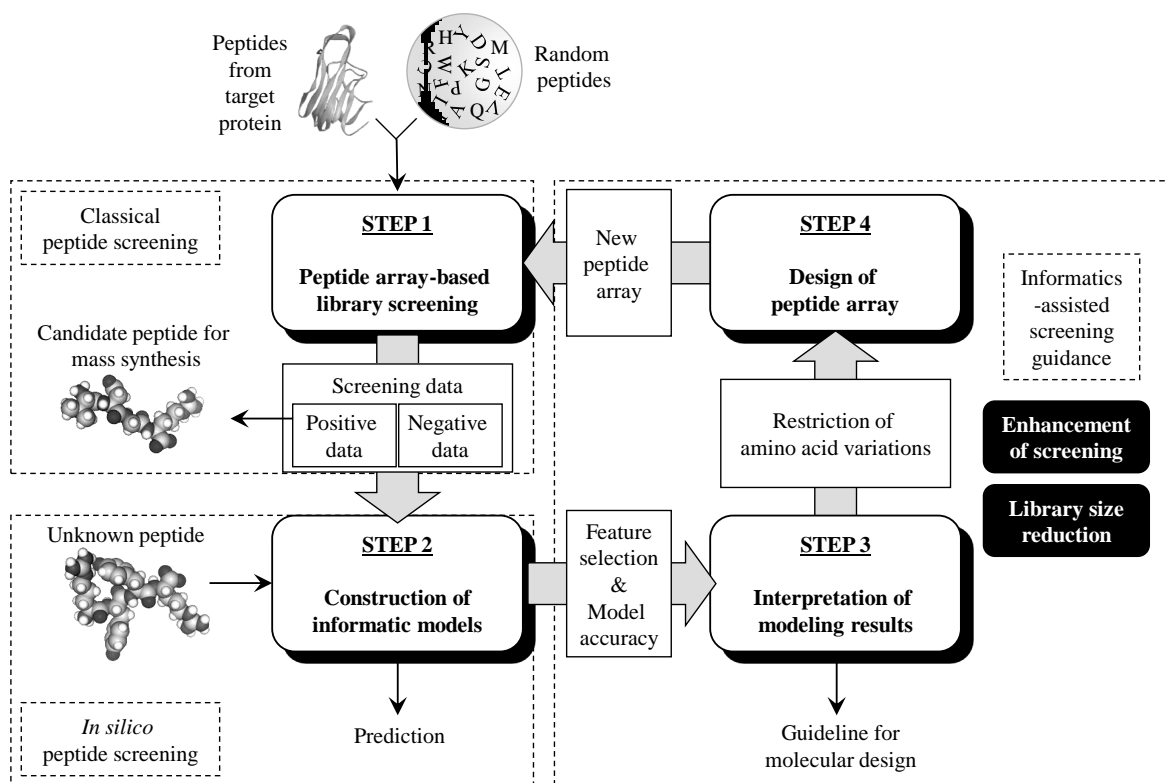 Peptides
from
target
protein
R H Y D M
W K S T
F P G E
L A Q V
Random
peptides
Classical
peptide screening
STEP 1
Peptide array-based
library screening
New
peptide
array
STEP 4
Design of
peptide array
Informatics
-assisted
screening
guidance
Candidate peptide for
mass synthesis
Screening data
Positive
data
Negative
data
Restriction of
amino acid variations
Enhancement
of screening
Library size
reduction
Unknown peptide
STEP 2
Construction of
informatic models
Feature
selection
&
Model
accuracy
STEP 3
Interpretation of
modeling results
In silico
peptide screening
Prediction
Guideline for
molecular design